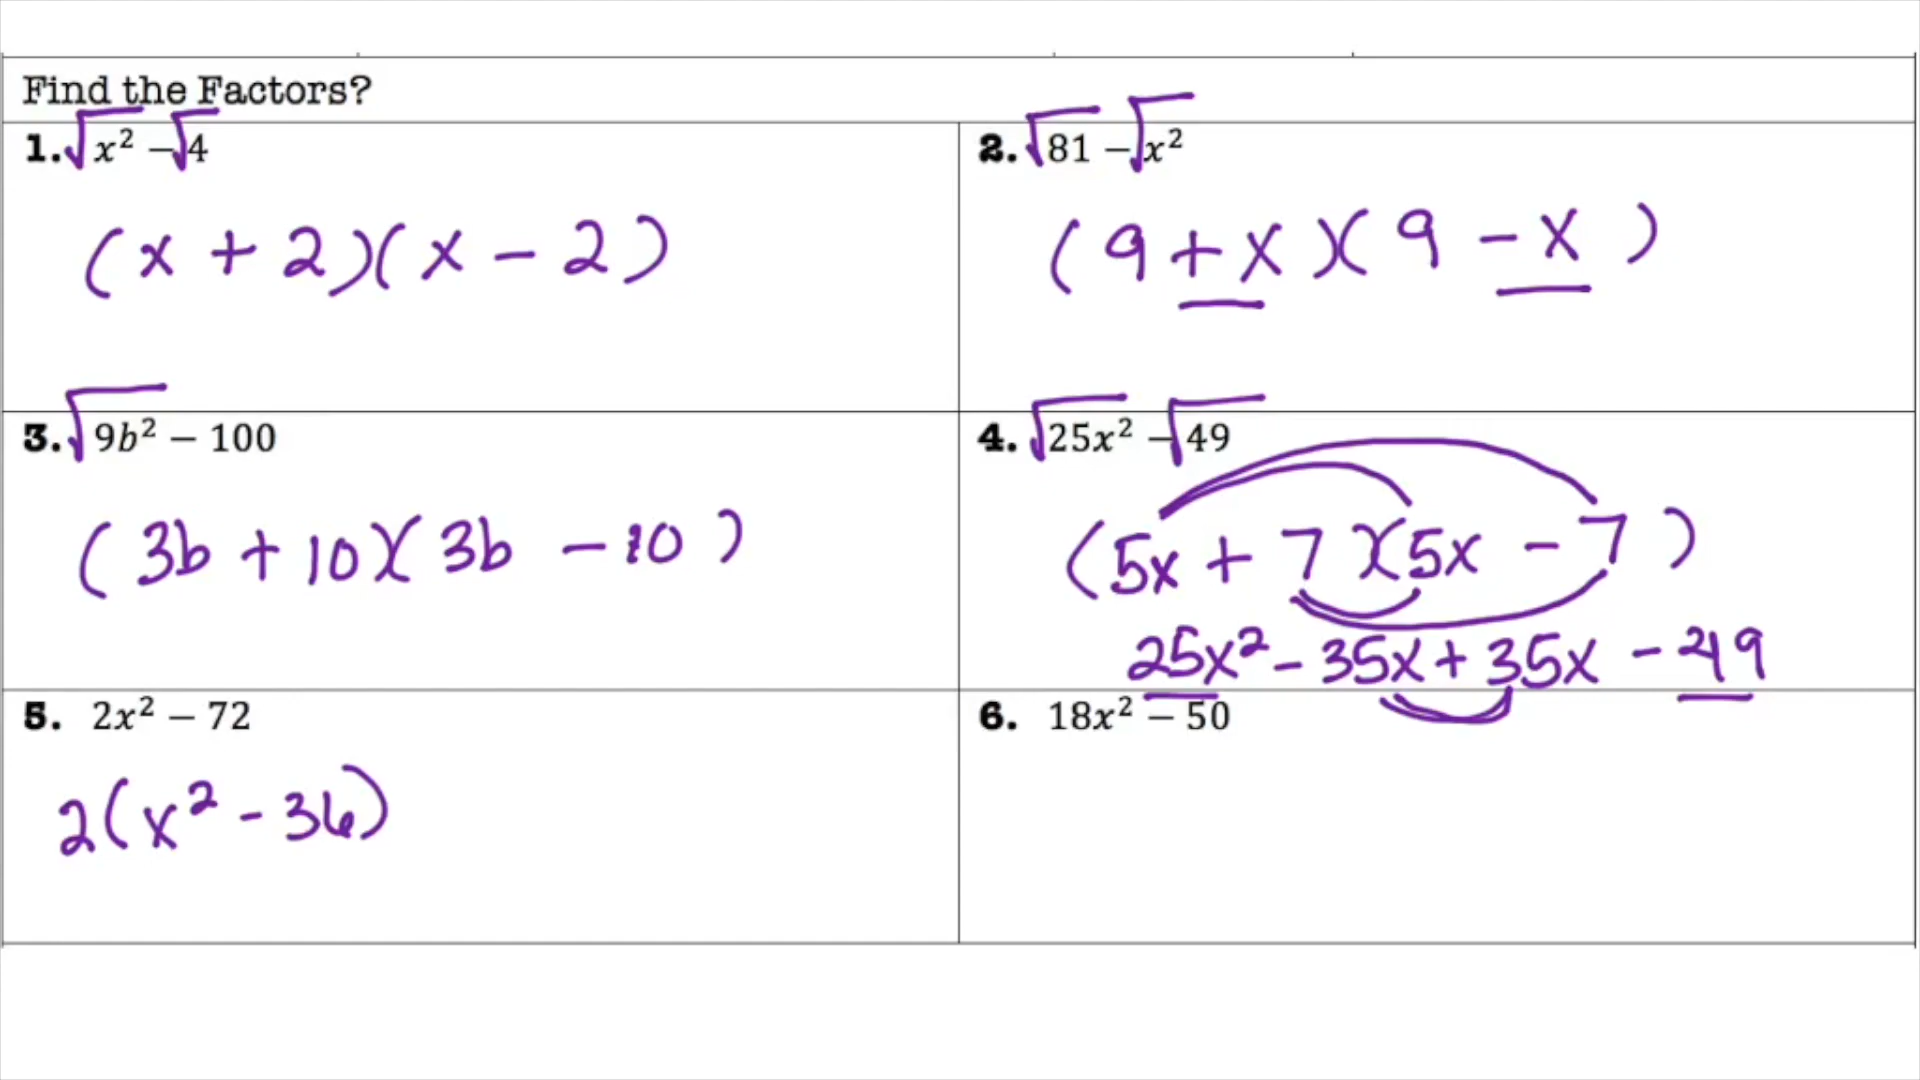 Find the Factors?
1. √x² − √4
(x + 2)(x − 2)
2. √81 − √x²
(9 + x)(9 − x)
3. √9b² − 100
(3b + 10)(3b − 10)
4. √25x² − √49
(5x + 7)(5x − 7)
25x² − 35x + 35x − 49
5. 2x² − 72
2(x² − 36)
6. 18x² − 50